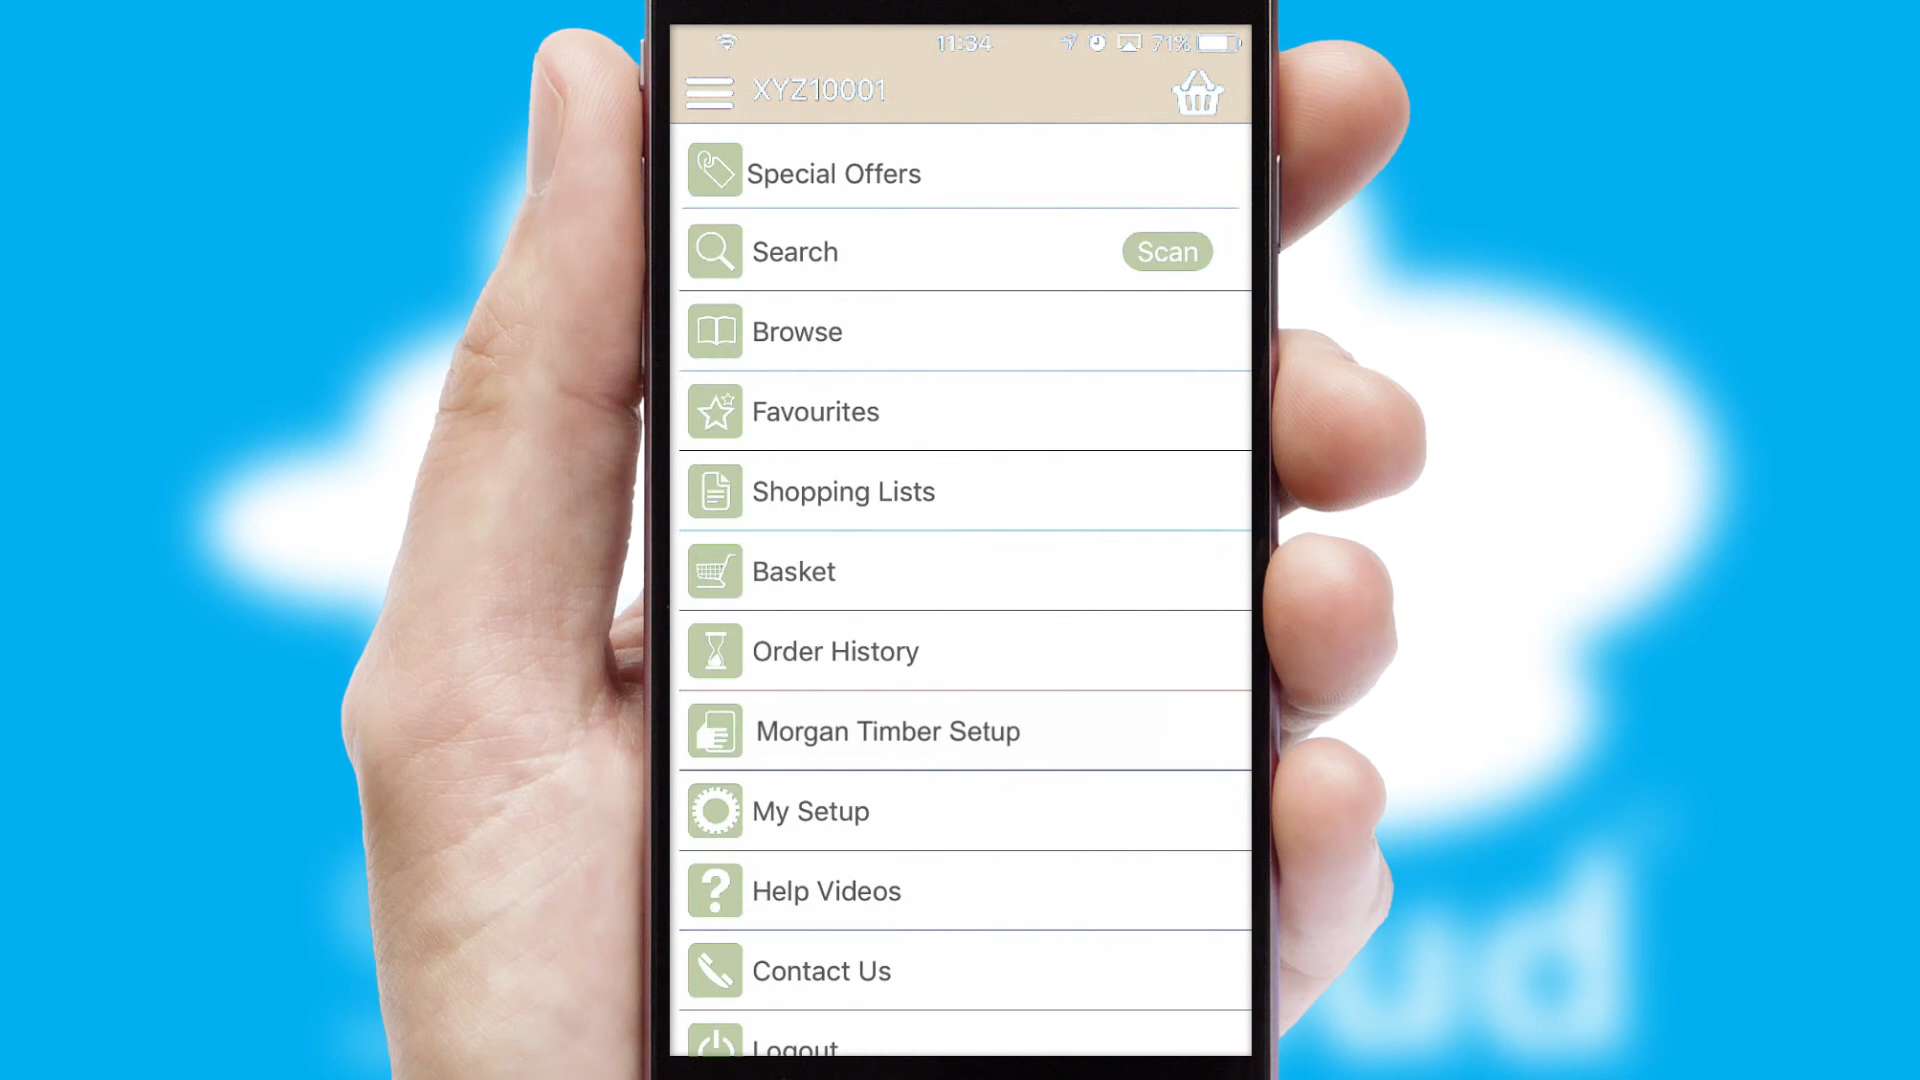 11:34 71%
XYZ10001
Special Offers
Search Scan
Browse
Favourites
Shopping Lists
Basket
Order History
Morgan Timber Setup
My Setup
Help Videos
Contact Us
Logout
ud